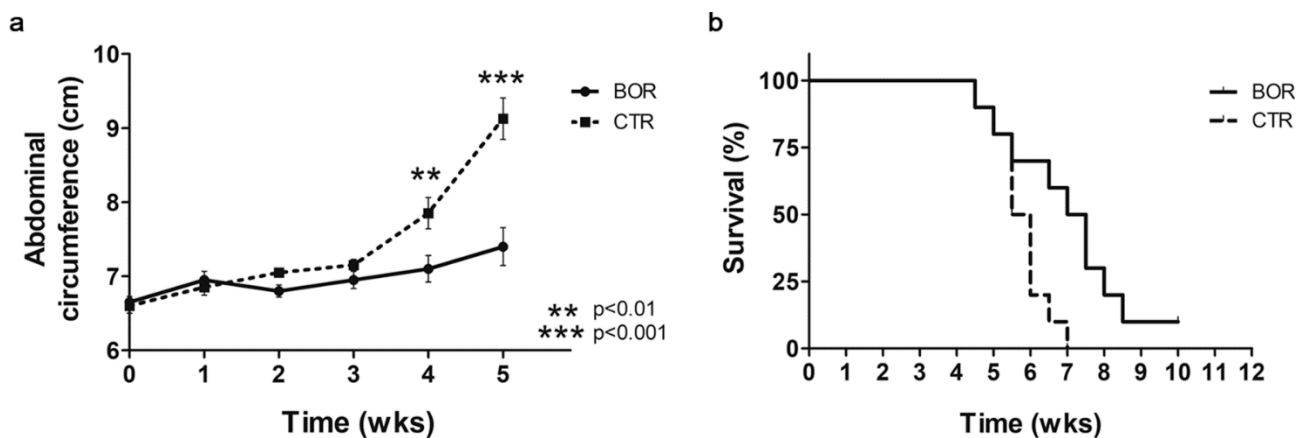 a
10
9
8
7
6
Abdominal
circumference (cm)
***
**
BOR
CTR
** p<0.01
*** p<0.001
0 1 2 3 4 5
Time (wks)
b
100
75
50
25
0
Survival (%)
BOR
CTR
0 1 2 3 4 5 6 7 8 9 10 11 12
Time (wks)